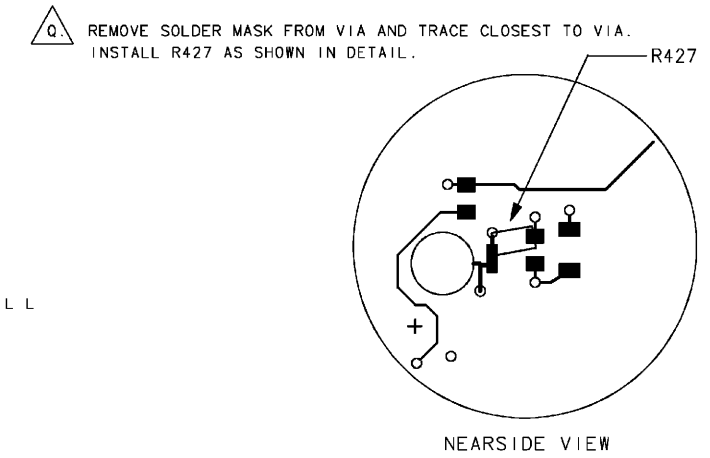 Q. REMOVE SOLDER MASK FROM VIA AND TRACE CLOSEST TO VIA.
INSTALL R427 AS SHOWN IN DETAIL.
R427
+
L L
NEARSIDE VIEW